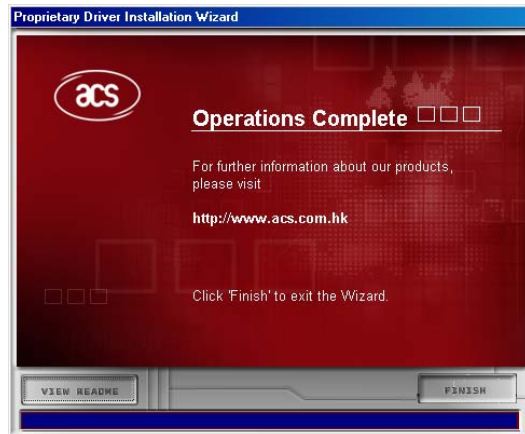 Proprietary Driver Installation Wizard
acs
Operations Complete
For further information about our products,
please visit
http://www.acs.com.hk
Click 'Finish' to exit the Wizard.
VIEW README
FINISH